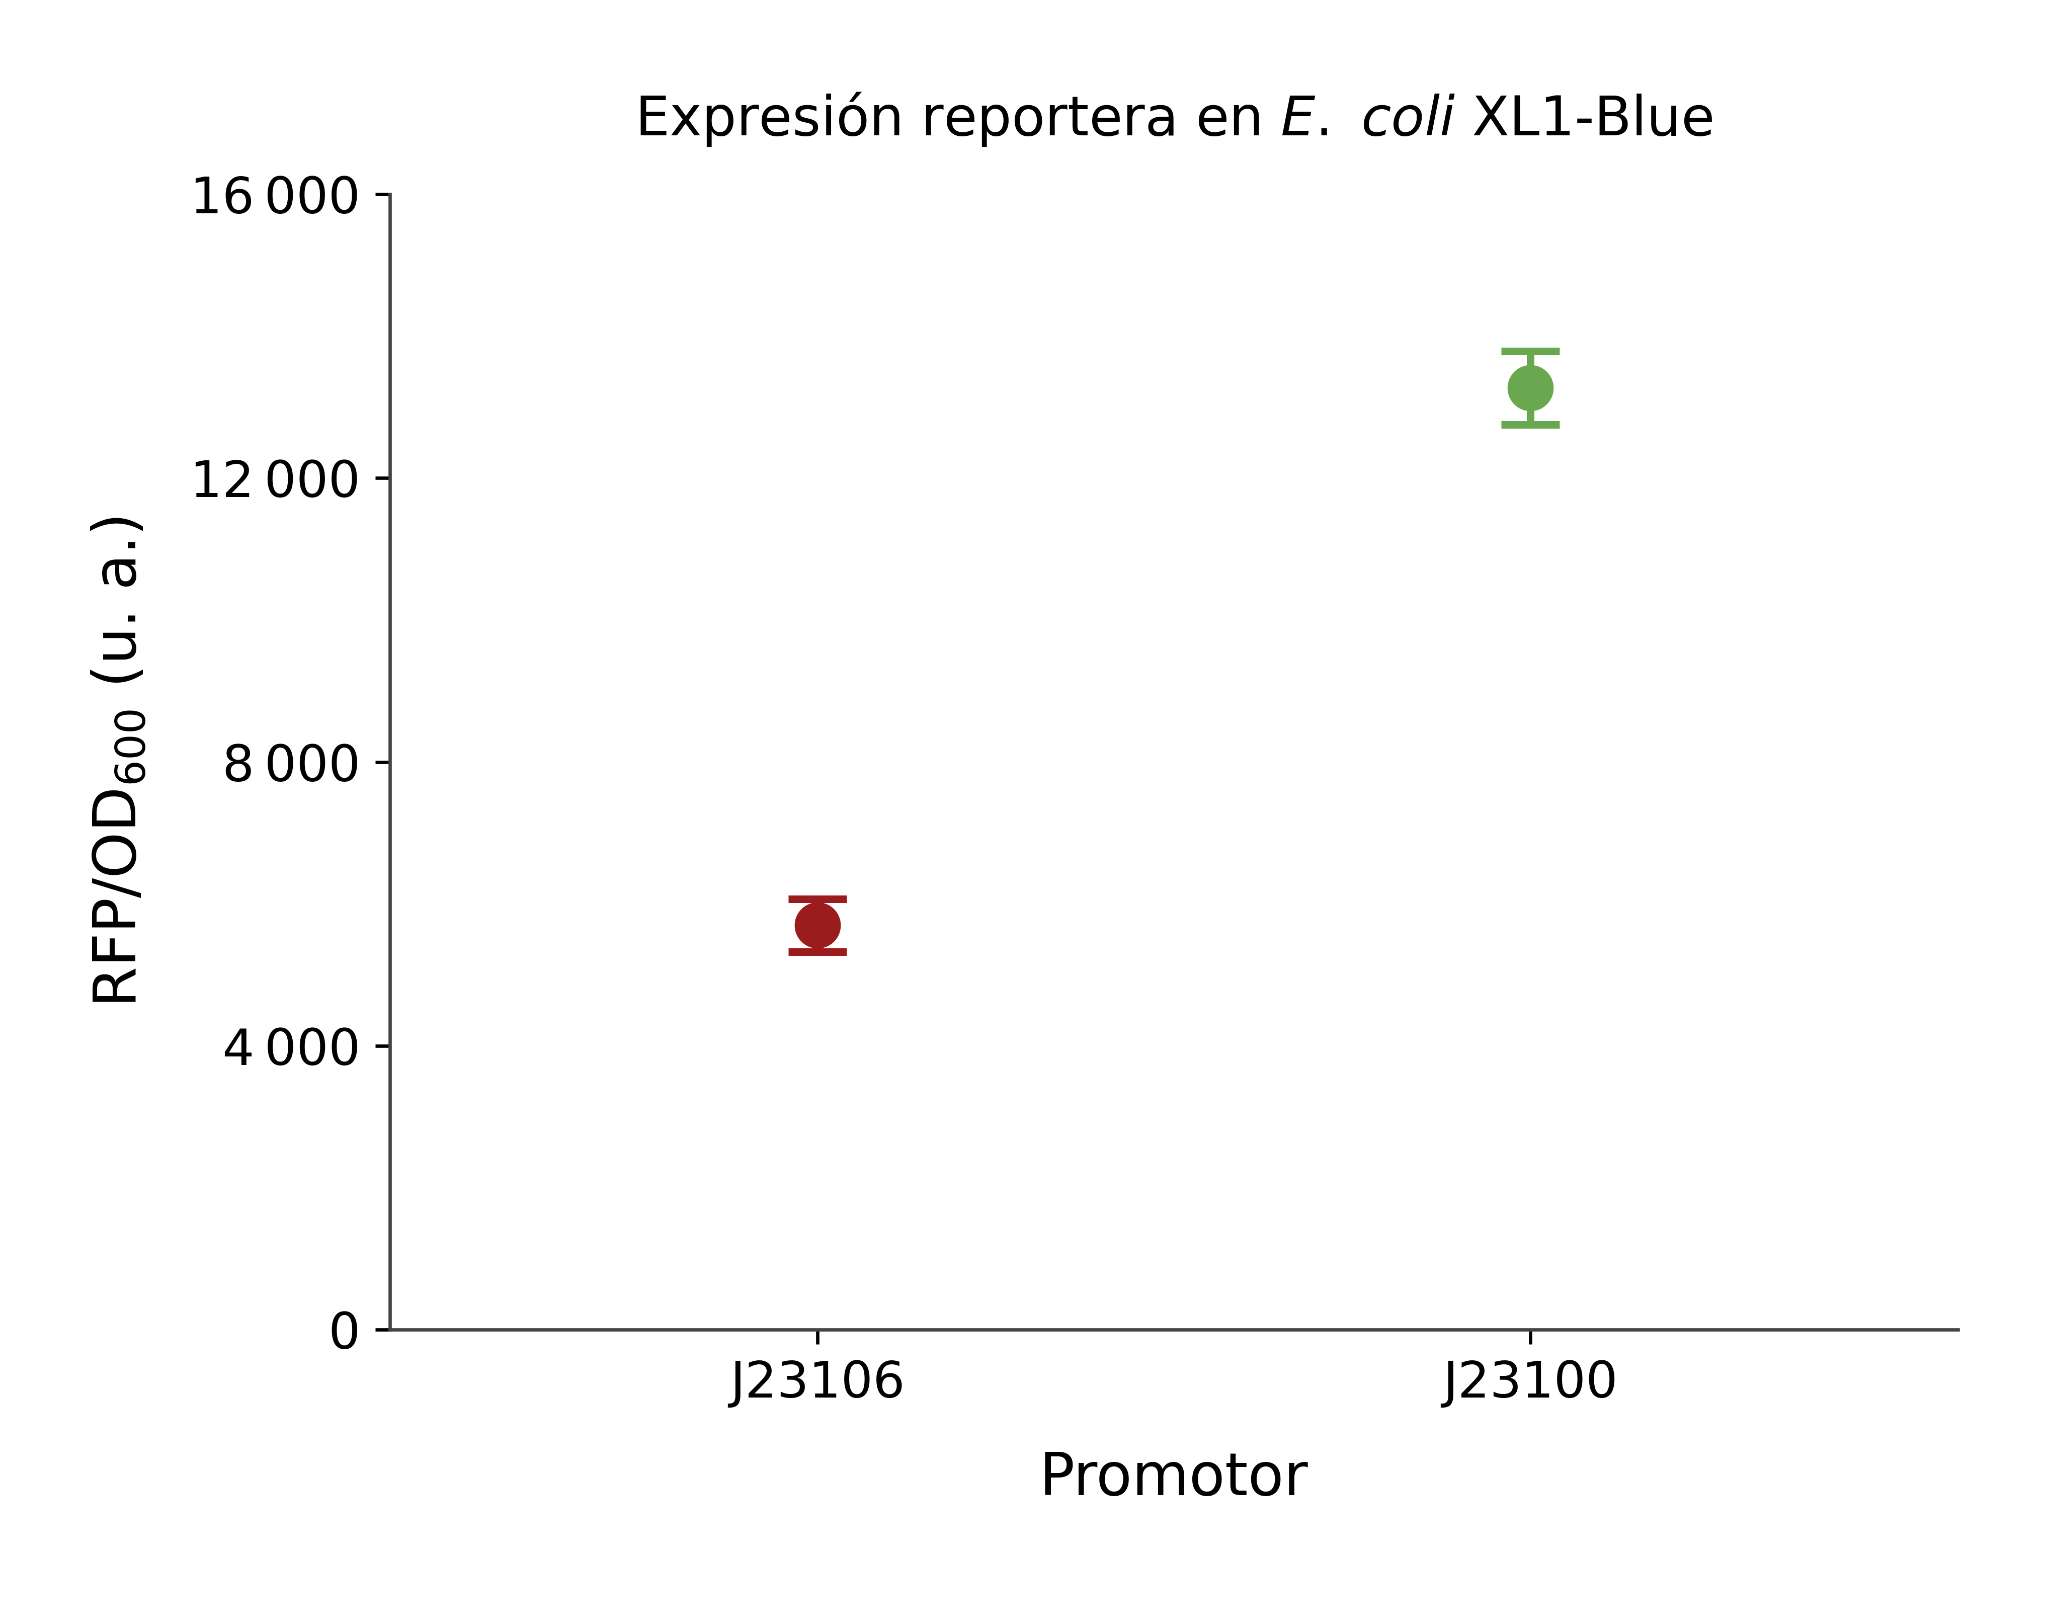 Expresión reportera en E. coli XL1-Blue
16 000
12 000
8 000
4 000
0
RFP/OD₆₀₀ (u. a.)
J23106
J23100
Promotor